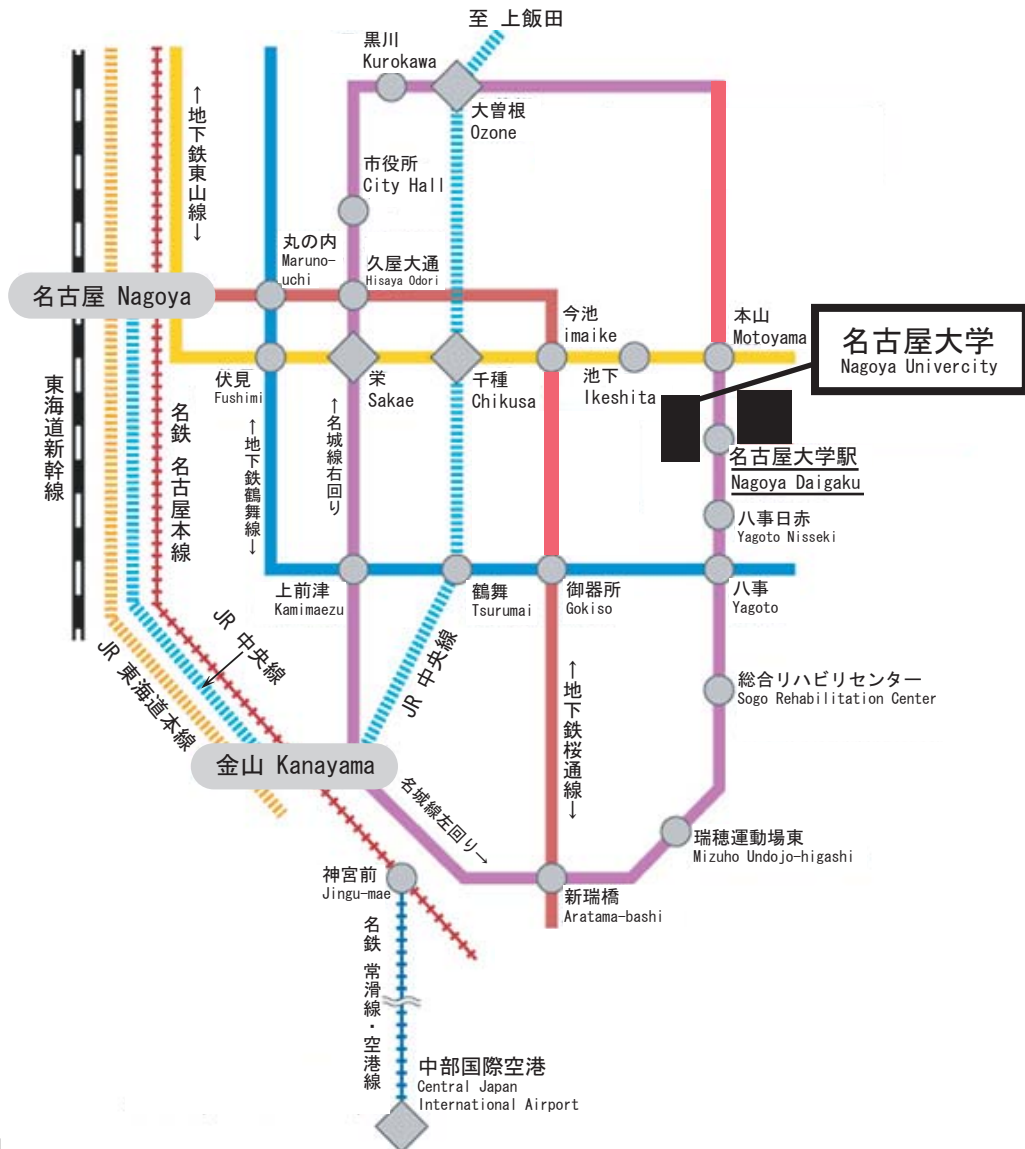 至 上飯田
黒川
Kurokawa
大曽根
Ozone
←地下鉄東山線→
市役所
City Hall
丸の内
Maruno-
uchi
久屋大通
Hisaya Odori
名古屋 Nagoya
今池
imaike
本山
Motoyama
名古屋大学
Nagoya Univercity
伏見
Fushimi
栄
Sakae
千種
Chikusa
池下
Ikeshita
東海道新幹線
名鉄 名古屋本線
←地下鉄鶴舞線→
←名城線右回り
名古屋大学駅
Nagoya Daigaku
八事日赤
Yagoto Nisseki
上前津
Kamimaezu
鶴舞
Tsurumai
御器所
Gokiso
八事
Yagoto
JR 中央線
JR 東海道本線
JR 中央線
←地下鉄桜通線→
総合リハビリセンター
Sogo Rehabilitation Center
金山 Kanayama
名城線左回り→
瑞穂運動場東
Mizuho Undojo-higashi
神宮前
Jingu-mae
新瑞橋
Aratama-bashi
名鉄 常滑線・空港線
中部国際空港
Central Japan
International Airport